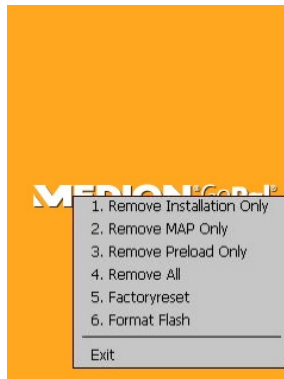 MEDION GoPal
1. Remove Installation Only
2. Remove MAP Only
3. Remove Preload Only
4. Remove All
5. Factoryreset
6. Format Flash
Exit